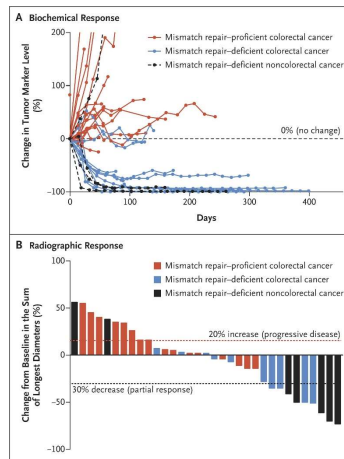 A Biochemical Response
200
100
0
−100
Change in Tumor Marker Level
(%)
Mismatch repair–proficient colorectal cancer
Mismatch repair–deficient colorectal cancer
Mismatch repair–deficient noncolorectal cancer
0% (no change)
0 100 200 300 400
Days
B Radiographic Response
100
50
0
−50
−100
Change from Baseline in the Sum
of Longest Diameters (%)
Mismatch repair–proficient colorectal cancer
Mismatch repair–deficient colorectal cancer
Mismatch repair–deficient noncolorectal cancer
20% increase (progressive disease)
30% decrease (partial response)